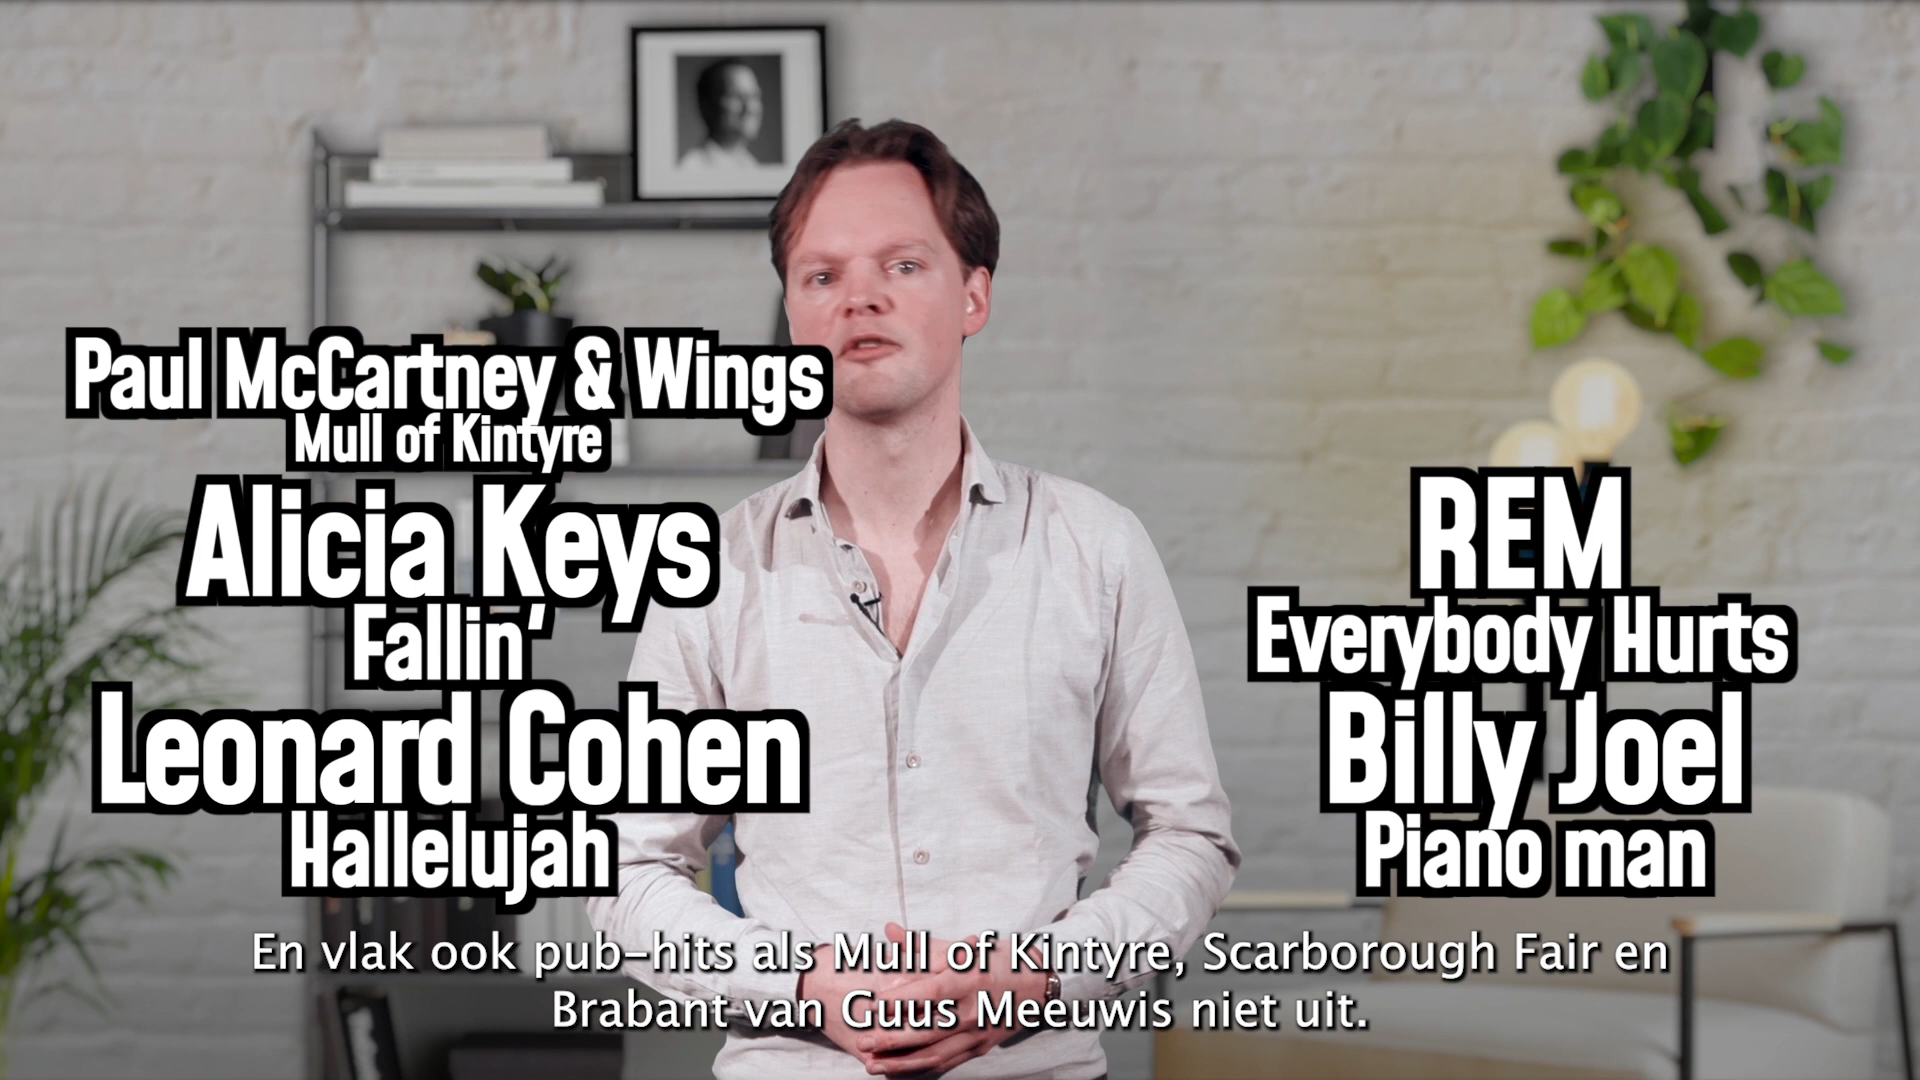 Paul McCartney & Wings
Mull of Kintyre
Alicia Keys
Fallin'
Leonard Cohen
Hallelujah
REM
Everybody Hurts
Billy Joel
Piano man
En vlak ook pub-hits als Mull of Kintyre, Scarborough Fair en
Brabant van Guus Meeuwis niet uit.